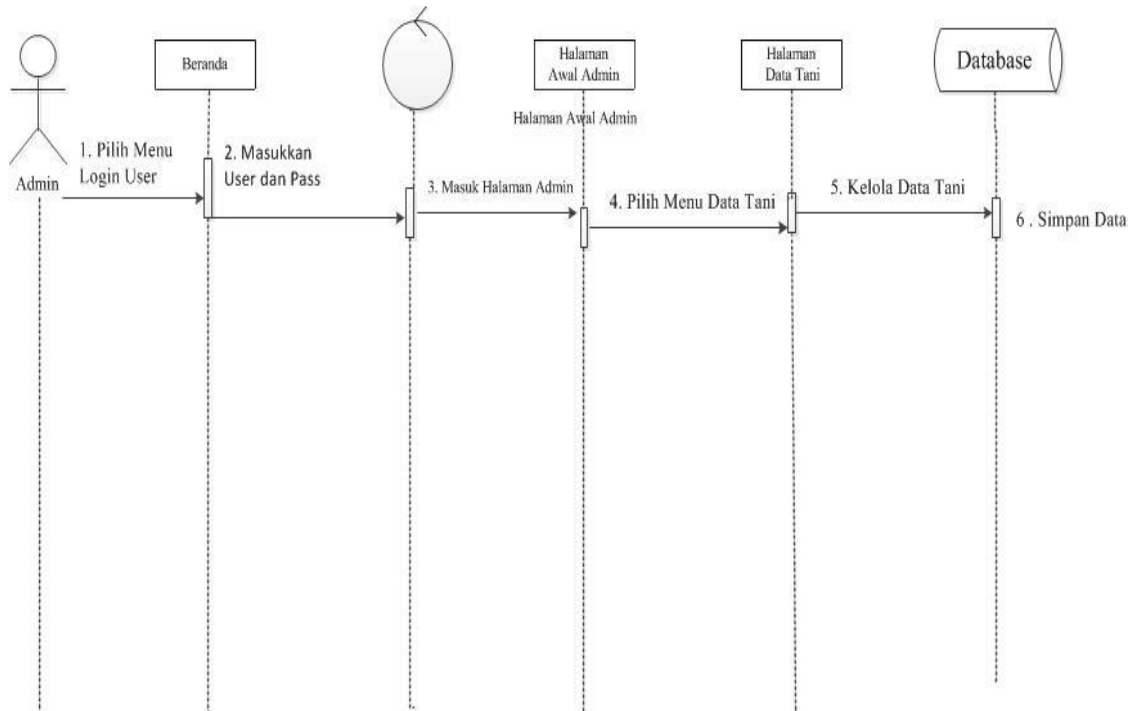 Beranda
Halaman
Awal Admin
Halaman
Data Tani
Database
Halaman Awal Admin
Admin
1. Pilih Menu
Login User
2. Masukkan
User dan Pass
3. Masuk Halaman Admin
4. Pilih Menu Data Tani
5. Kelola Data Tani
6 . Simpan Data